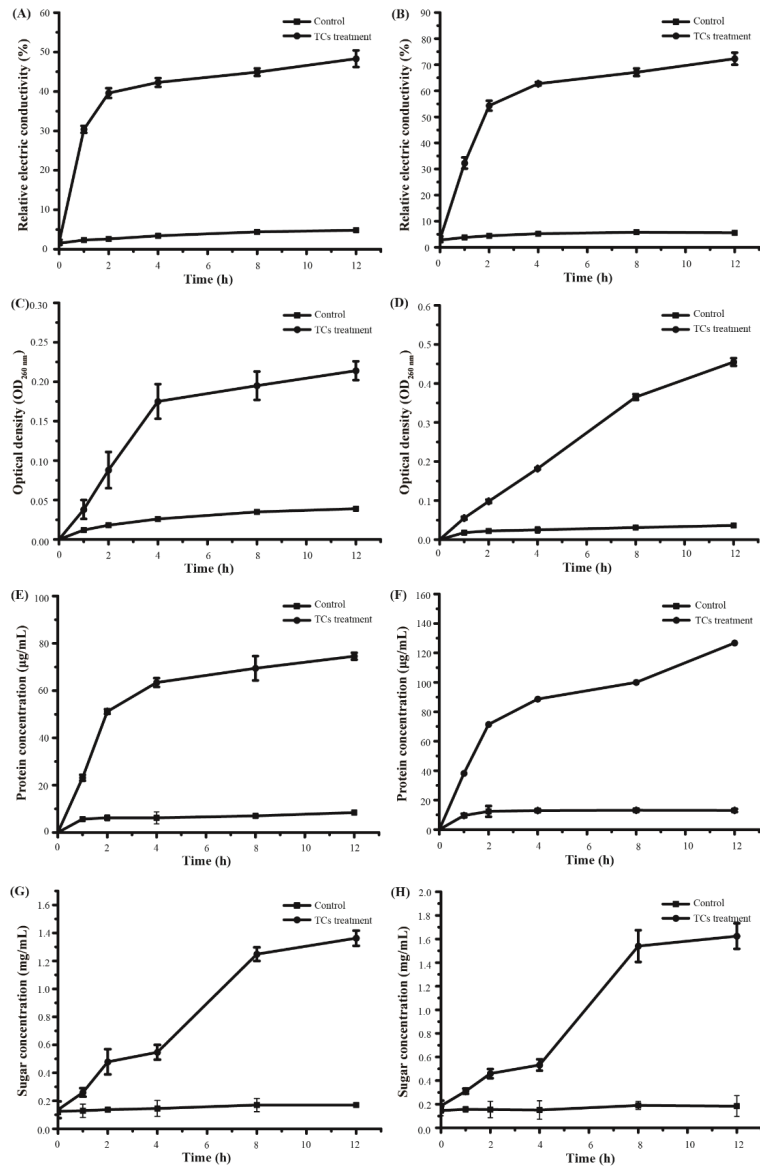 (A)
Control
TCs treatment
Relative electric conductivity (%)
60
50
40
30
20
10
0
0 2 4 6 8 10 12
Time (h)
(B)
Control
TCs treatment
Relative electric conductivity (%)
90
80
70
60
50
40
30
20
10
0
0 2 4 6 8 10 12
Time (h)
(C)
Control
TCs treatment
Optical density (OD260 nm)
0.30
0.25
0.20
0.15
0.10
0.05
0.00
0 2 4 6 8 10 12
Time (h)
(D)
Control
TCs treatment
Optical density (OD260 nm)
0.6
0.5
0.4
0.3
0.2
0.1
0.0
0 2 4 6 8 10 12
Time (h)
(E)
Control
TCs treatment
Protein concentration (µg/mL)
100
80
60
40
20
0
0 2 4 6 8 10 12
Time (h)
(F)
Control
TCs treatment
Protein concentration (µg/mL)
160
140
120
100
80
60
40
20
0
0 2 4 6 8 10 12
Time (h)
(G)
Control
TCs treatment
Sugar concentration (mg/mL)
1.6
1.4
1.2
1.0
0.8
0.6
0.4
0.2
0.0
0 2 4 6 8 10 12
Time (h)
(H)
Control
TCs treatment
Sugar concentration (mg/mL)
2.0
1.8
1.6
1.4
1.2
1.0
0.8
0.6
0.4
0.2
0.0
0 2 4 6 8 10 12
Time (h)